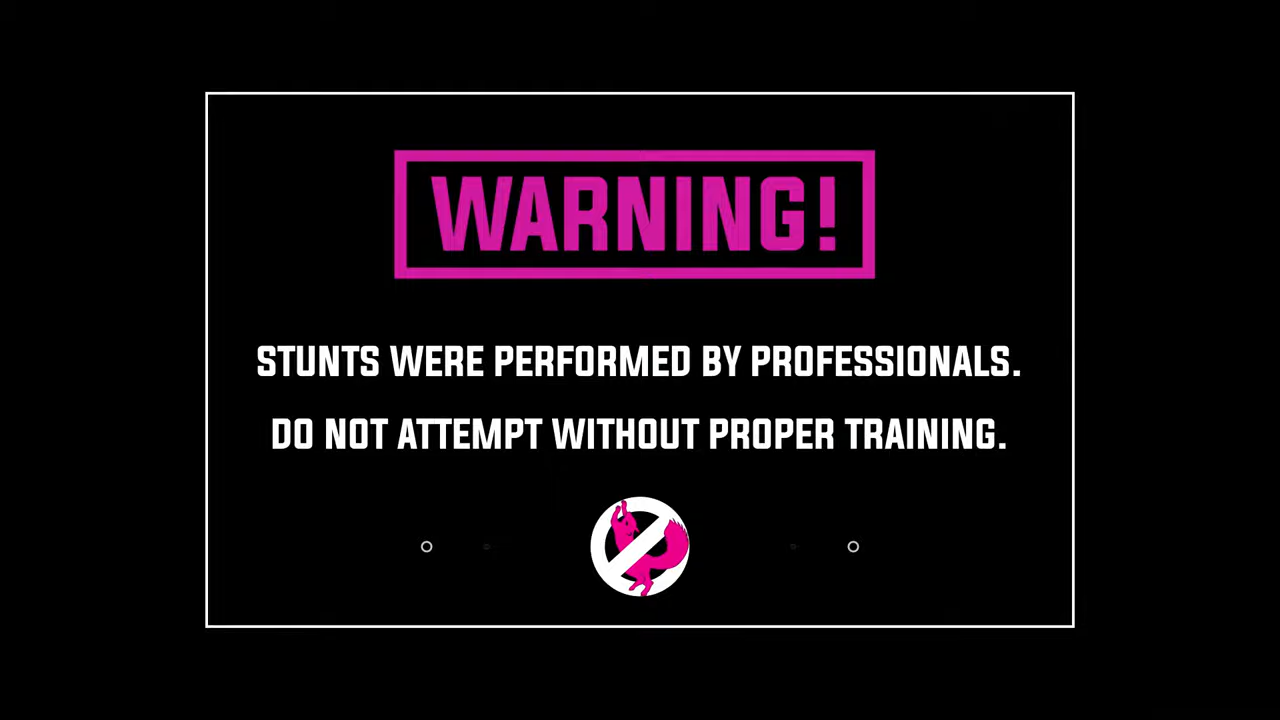 WARNING!
STUNTS WERE PERFORMED BY PROFESSIONALS.
DO NOT ATTEMPT WITHOUT PROPER TRAINING.